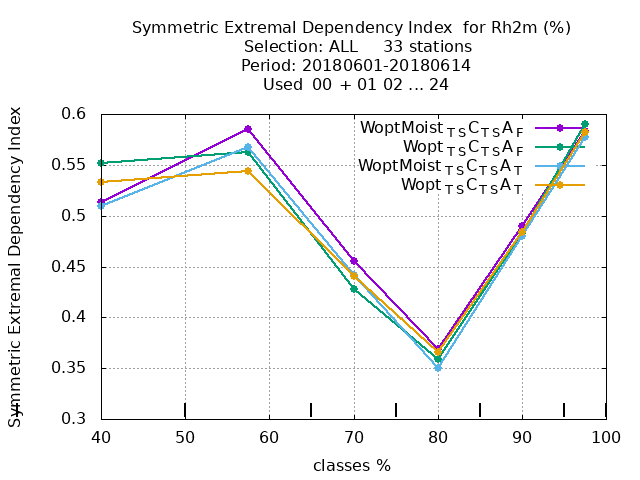 Symmetric Extremal Dependency Index for Rh2m (%)
Selection: ALL 33 stations
Period: 20180601-20180614
Used 00 + 01 02 ... 24
Symmetric Extremal Dependency Index
0.6
0.55
0.5
0.45
0.4
0.35
0.3
WoptMoist TS C TS A F
Wopt TS C TS A F
WoptMoist TS C TS A T
Wopt TS C TS A T
40 50 60 70 80 90 100
classes %